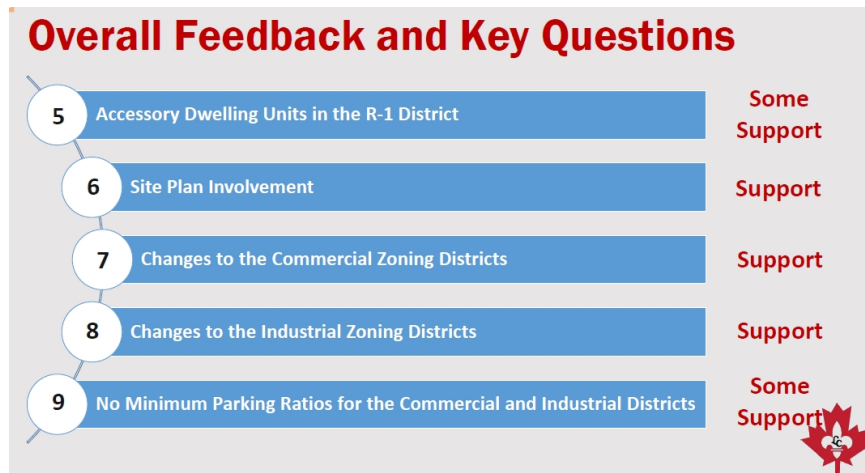 Overall Feedback and Key Questions
5
Accessory Dwelling Units in the R-1 District
Some
Support
6
Site Plan Involvement
Support
7
Changes to the Commercial Zoning Districts
Support
8
Changes to the Industrial Zoning Districts
Support
9
No Minimum Parking Ratios for the Commercial and Industrial Districts
Some
Support